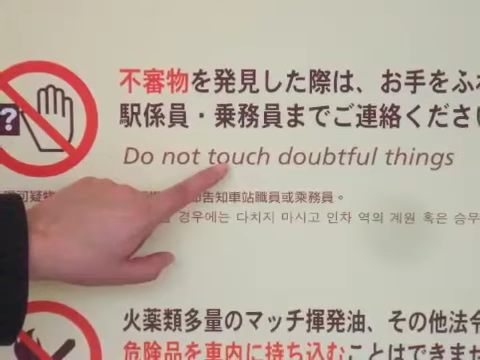 不審物を発見した際は、お手をふれ
駅係員・乗務員までご連絡くださ
Do not touch doubtful things
?
告知車站職員或乘務員。
경우에는 다치지 마시고 인차 역의 계원 혹은 승무
火薬類多量のマッチ揮発油、その他法令
危険品を車内に持ち込むことはできませ